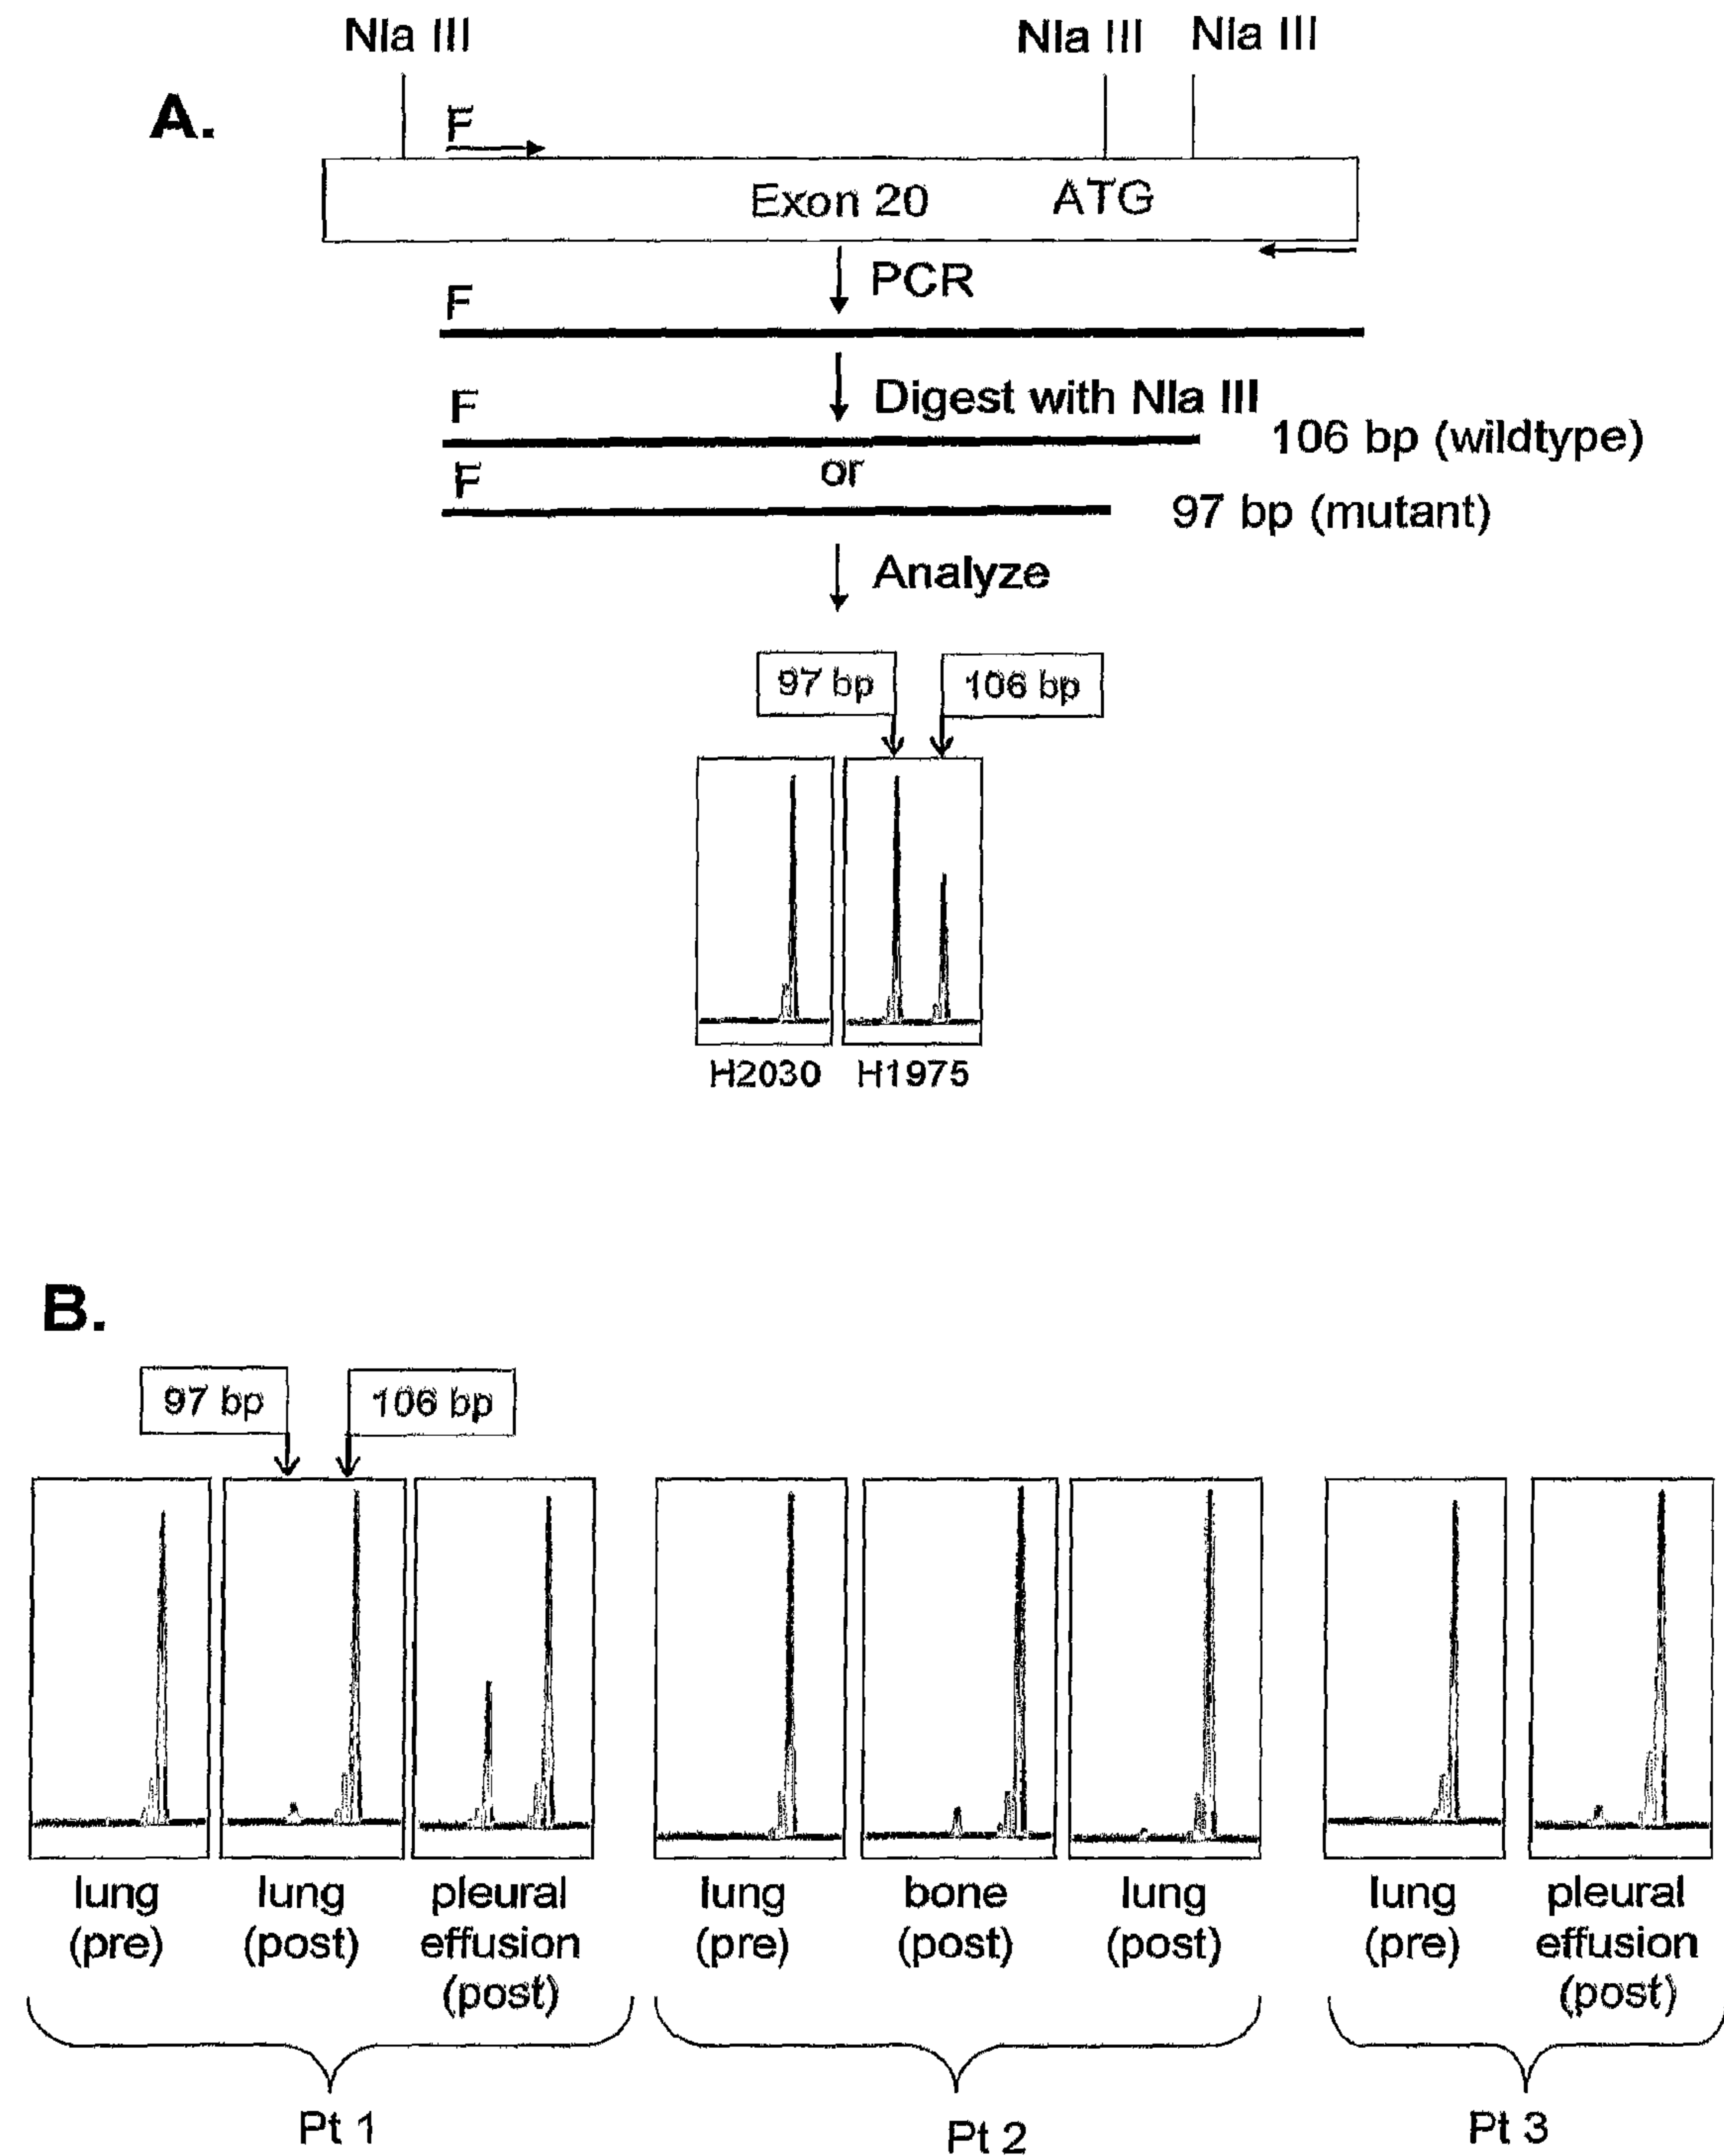 Nla III
Nla III
Nla III
A.
F
Exon 20
ATG
PCR
F
Digest with Nla III
F
106 bp (wildtype)
or
F
97 bp (mutant)
Analyze
97 bp
106 bp
H2030
H1975
B.
97 bp
106 bp
lung
(pre)
lung
(post)
pleural
effusion
(post)
lung
(pre)
bone
(post)
lung
(post)
lung
(pre)
pleural
effusion
(post)
Pt 1
Pt 2
Pt 3